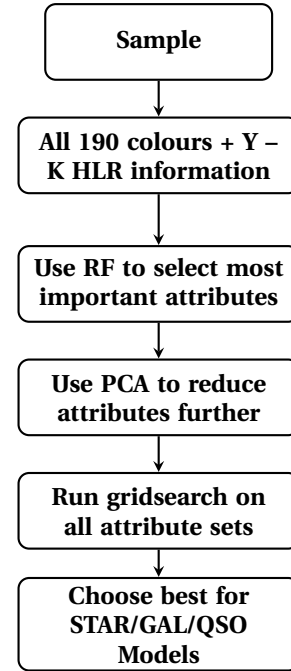 Sample
All 190 colours + Y –
K HLR information
Use RF to select most
important attributes
Use PCA to reduce
attributes further
Run gridsearch on
all attribute sets
Choose best for
STAR/GAL/QSO
Models